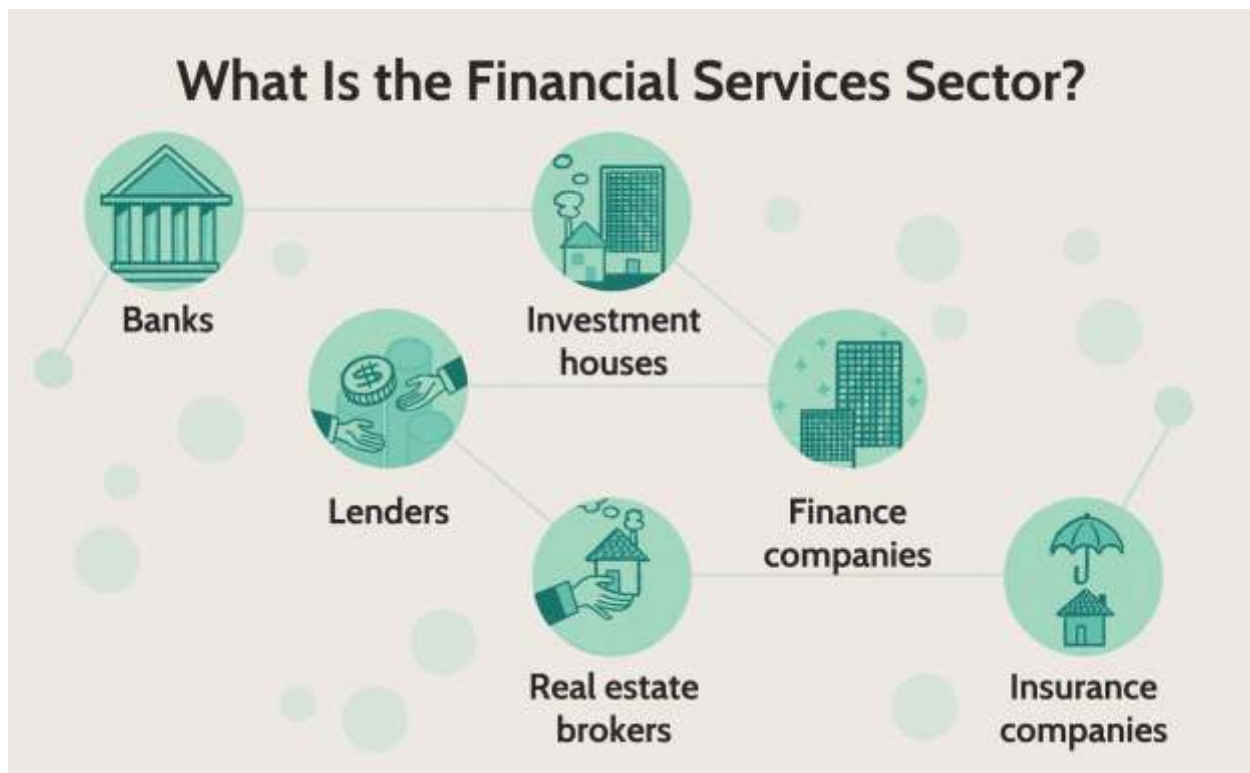 What Is the Financial Services Sector?
Banks
Investment
houses
Lenders
Finance
companies
Real estate
brokers
Insurance
companies